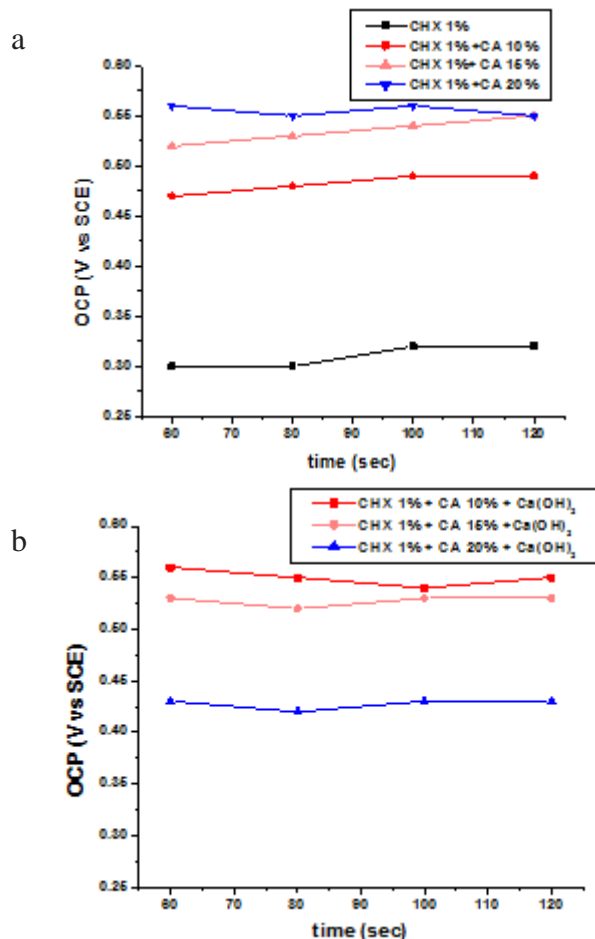 a
CHX 1%
CHX 1% +CA 10%
CHX 1%+ CA 15%
CHX 1% +CA 20%
0.60
0.55
0.50
0.45
0.40
0.35
0.30
0.25
OCP (V vs SCE)
60 70 80 90 100 110 120
time (sec)
b
CHX 1% + CA 10% + Ca(OH)₂
CHX 1% + CA 15% +Ca(OH)₂
CHX 1% + CA 20% + Ca(OH)₂
0.60
0.55
0.50
0.45
0.40
0.35
0.30
0.25
OCP (V vs SCE)
60 70 80 90 100 110 120
time (sec)